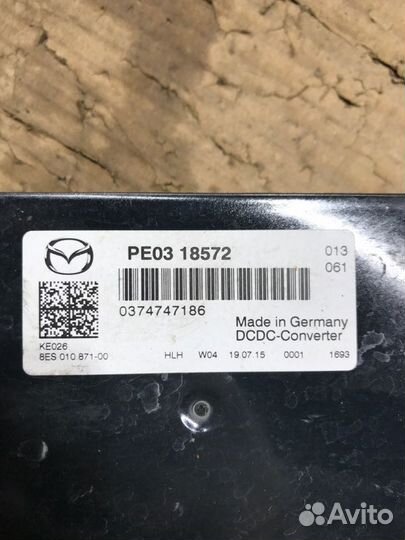 PE03 18572
013
061
0374747186
Made in Germany
DCDC-Converter
KE026
8ES 010 871-00 HLH W04 19.07.15 0001 1693
Avito